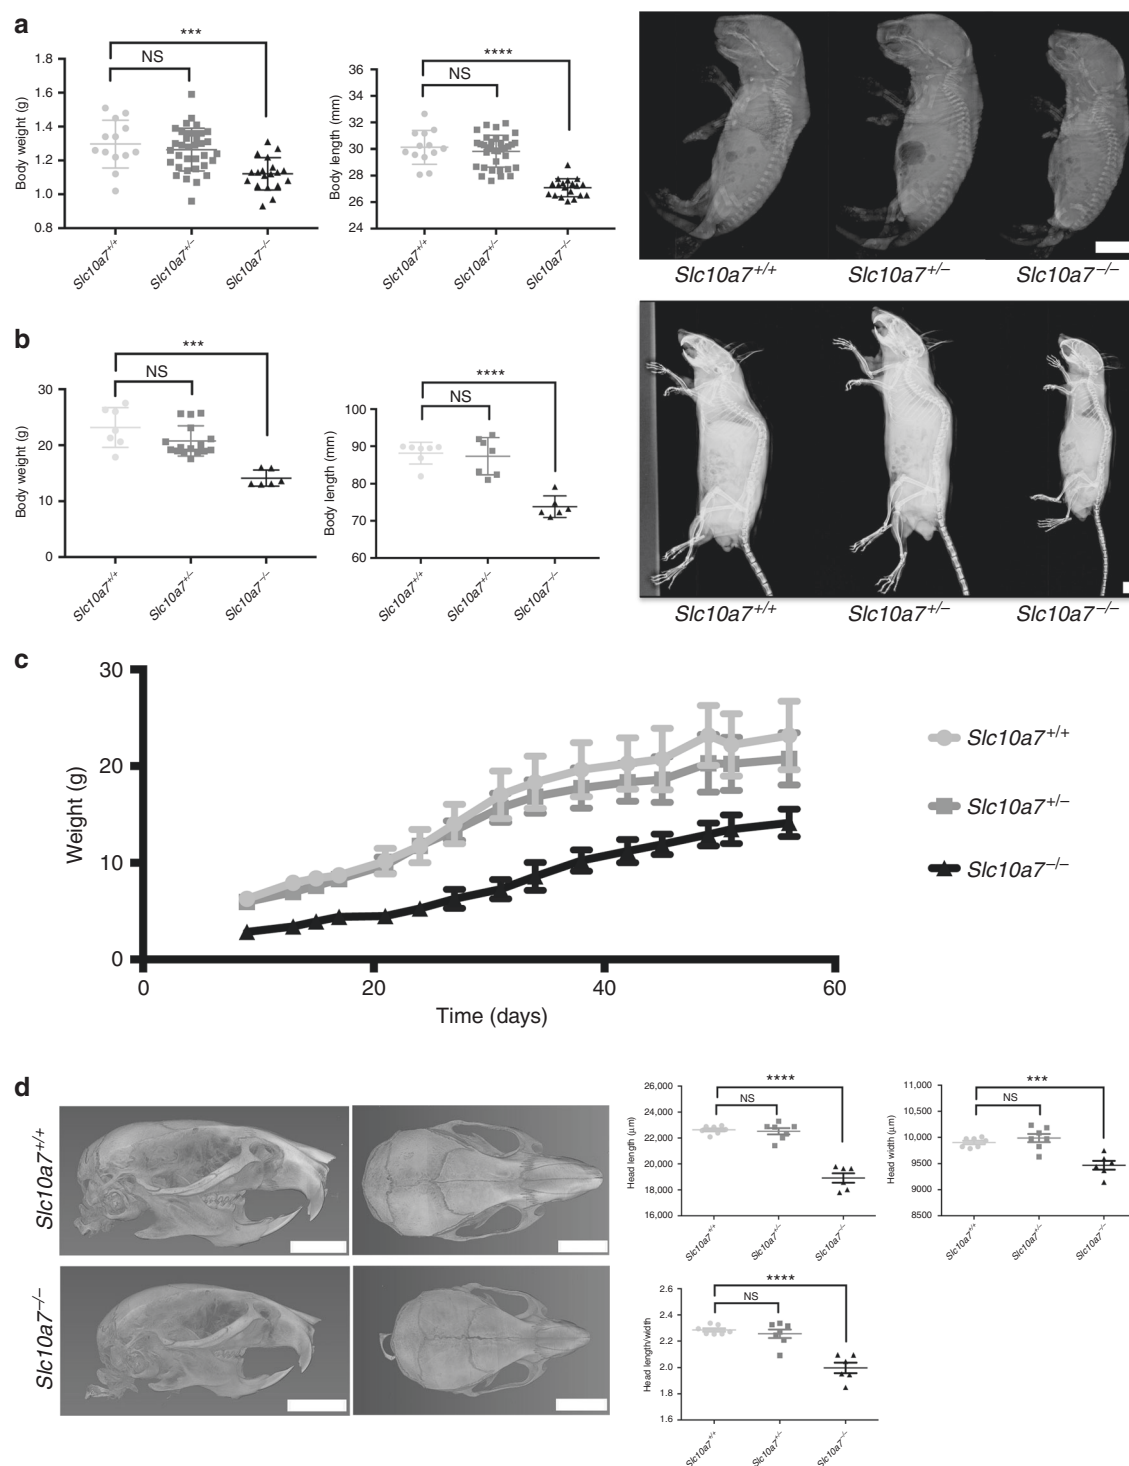 a
***
NS
1.8
1.6
1.4
1.2
1.0
0.8
Body weight (g)
Slc10a7+/+
Slc10a7+/–
Slc10a7–/–
****
NS
36
34
32
30
28
26
24
Body length (mm)
Slc10a7+/+
Slc10a7+/–
Slc10a7–/–
Slc10a7+/+
Slc10a7+/–
Slc10a7–/–
b
***
NS
30
20
10
0
Body weight (g)
Slc10a7+/+
Slc10a7+/–
Slc10a7–/–
****
NS
100
90
80
70
60
Body length (mm)
Slc10a7+/+
Slc10a7+/–
Slc10a7–/–
Slc10a7+/+
Slc10a7+/–
Slc10a7–/–
c
30
20
10
0
Weight (g)
0
20
40
60
Time (days)
Slc10a7+/+
Slc10a7+/–
Slc10a7–/–
d
Slc10a7+/+
Slc10a7–/–
****
NS
26,000
24,000
22,000
20,000
18,000
16,000
Head length (μm)
Slc10a7+/+
Slc10a7+/–
Slc10a7–/–
***
NS
11,000
10,500
10,000
9500
9000
8500
Head width (μm)
Slc10a7+/+
Slc10a7+/–
Slc10a7–/–
****
NS
2.6
2.4
2.2
2.0
1.8
1.6
Head length/width
Slc10a7+/+
Slc10a7+/–
Slc10a7–/–